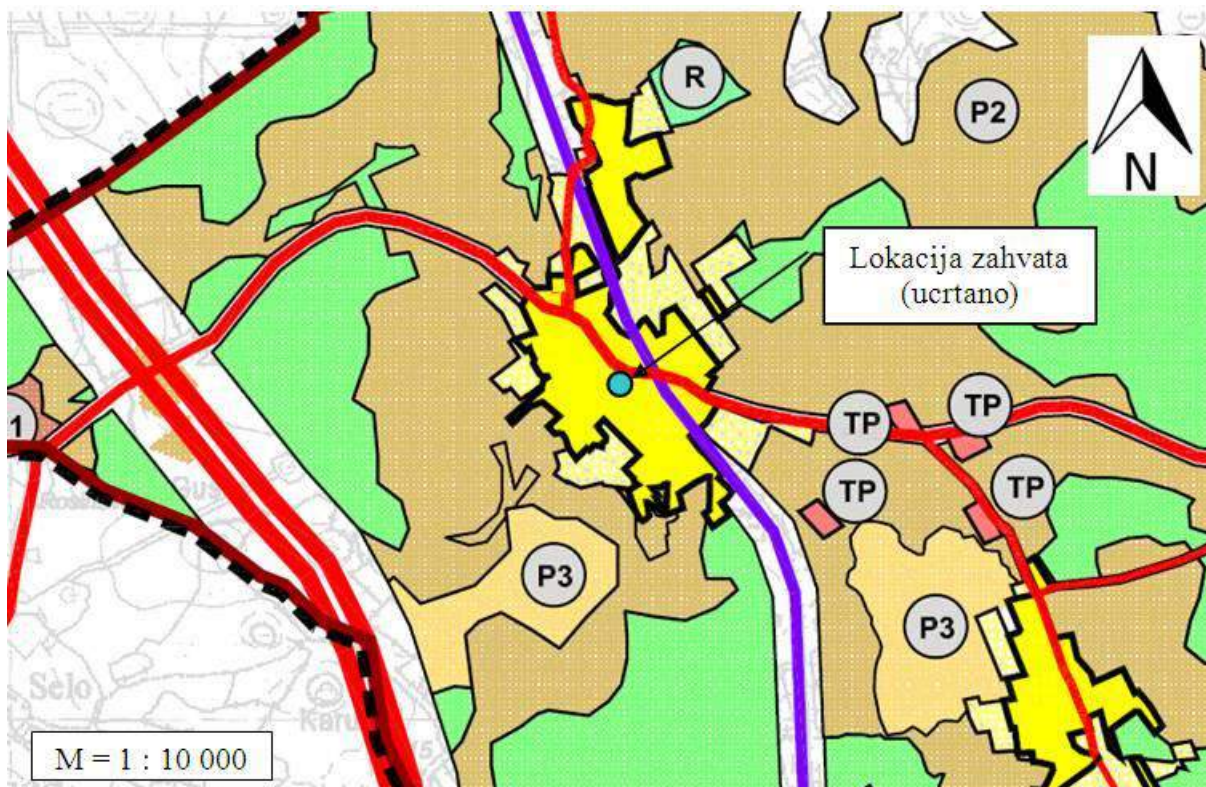 R
P2
N
Lokacija zahvata
(ucrtano)
TP
TP
1
TP
TP
P3
P3
Selo
M = 1 : 10 000